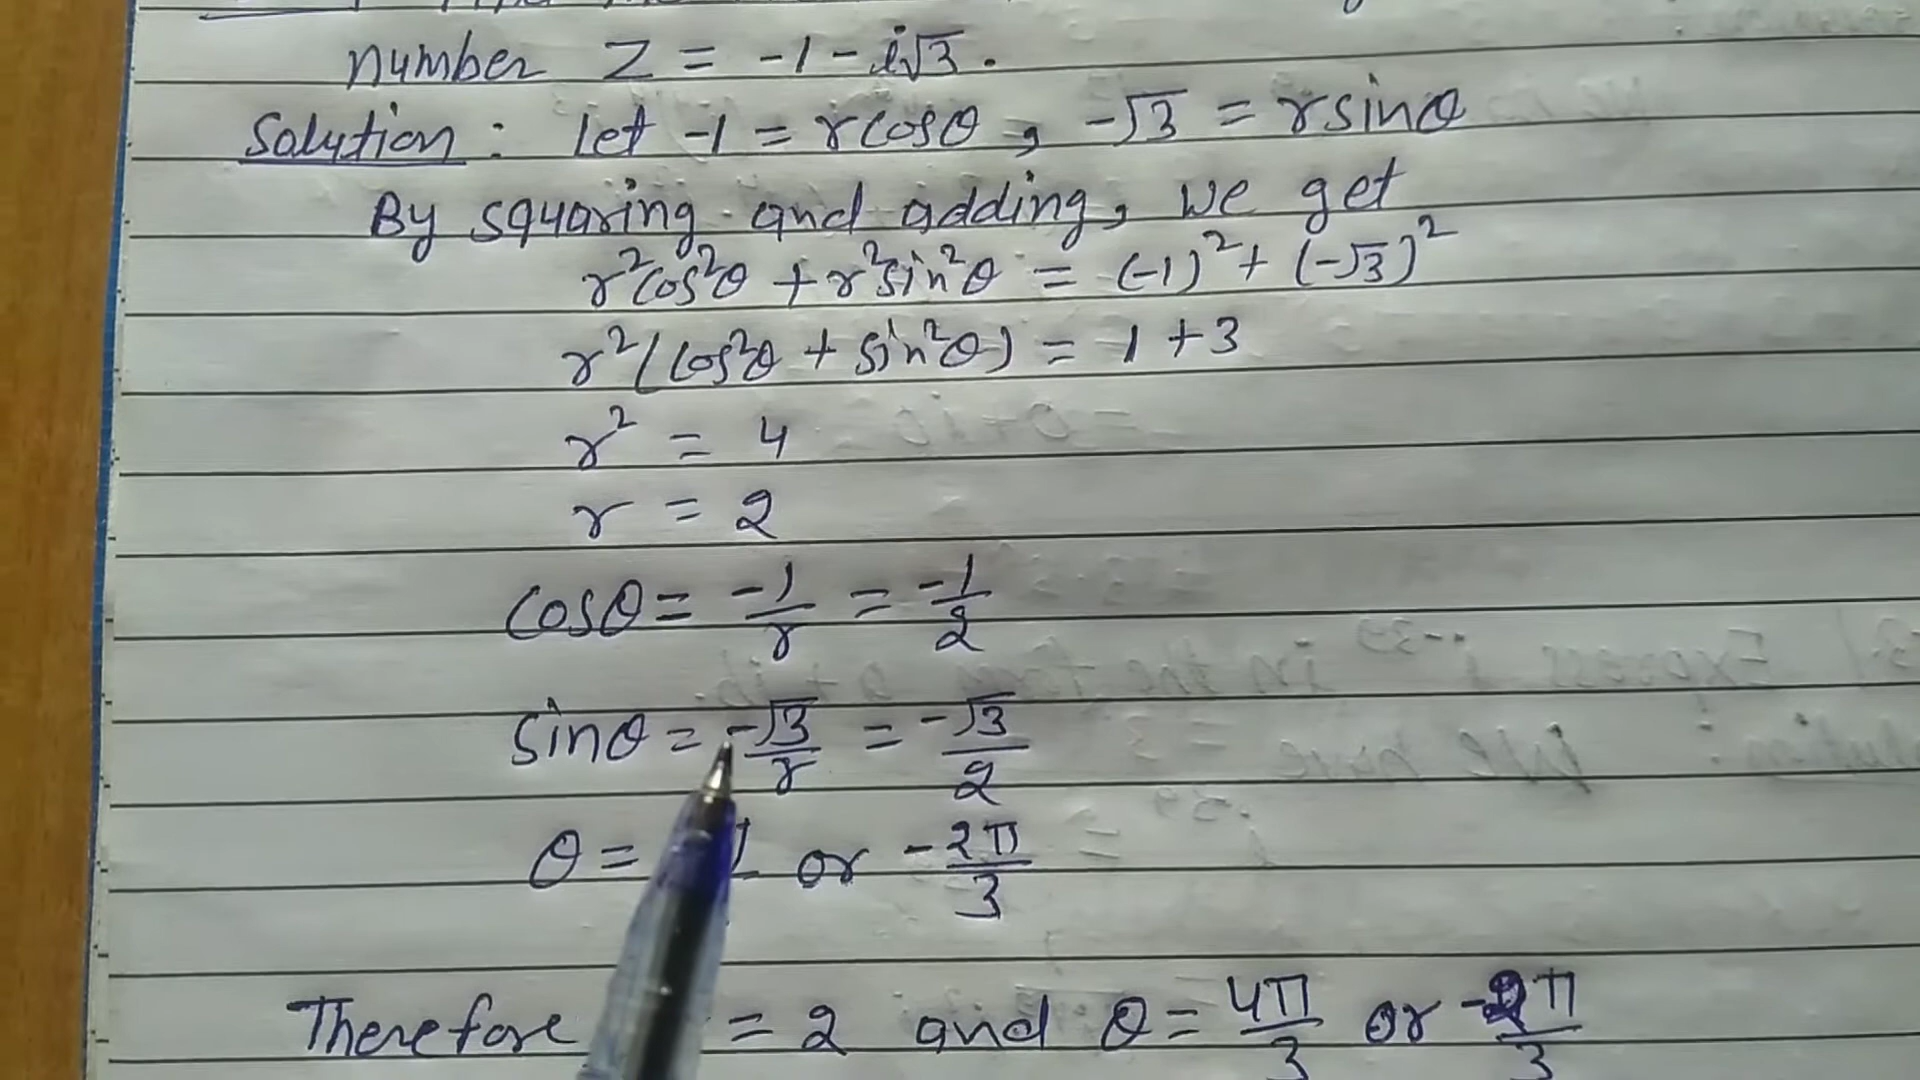 number Z = -1 - i√3.
Solution: Let -1 = rcosθ, -√3 = rsinθ
By squaring and adding, we get
r²cos²θ + r²sin²θ = (-1)² + (-√3)²
r²(cos²θ + sin²θ) = 1 + 3
r² = 4
r = 2
cosθ = -1/r = -1/2
sinθ = -√3/r = -√3/2
θ = or -2π/3
Therefore = 2 and θ = 4π/3 or -2π/3